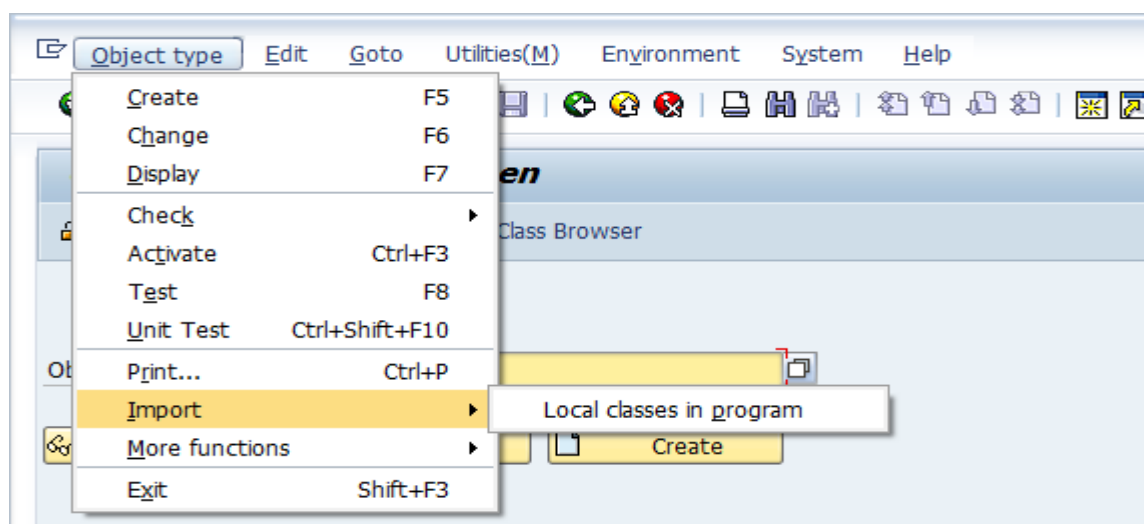 Object type Edit Goto Utilities(M) Environment System Help
Create F5
Change F6
Display F7
en
Check
Class Browser
Activate Ctrl+F3
Test F8
Unit Test Ctrl+Shift+F10
Ob
Print... Ctrl+P
Import
Local classes in program
More functions
Create
Exit Shift+F3